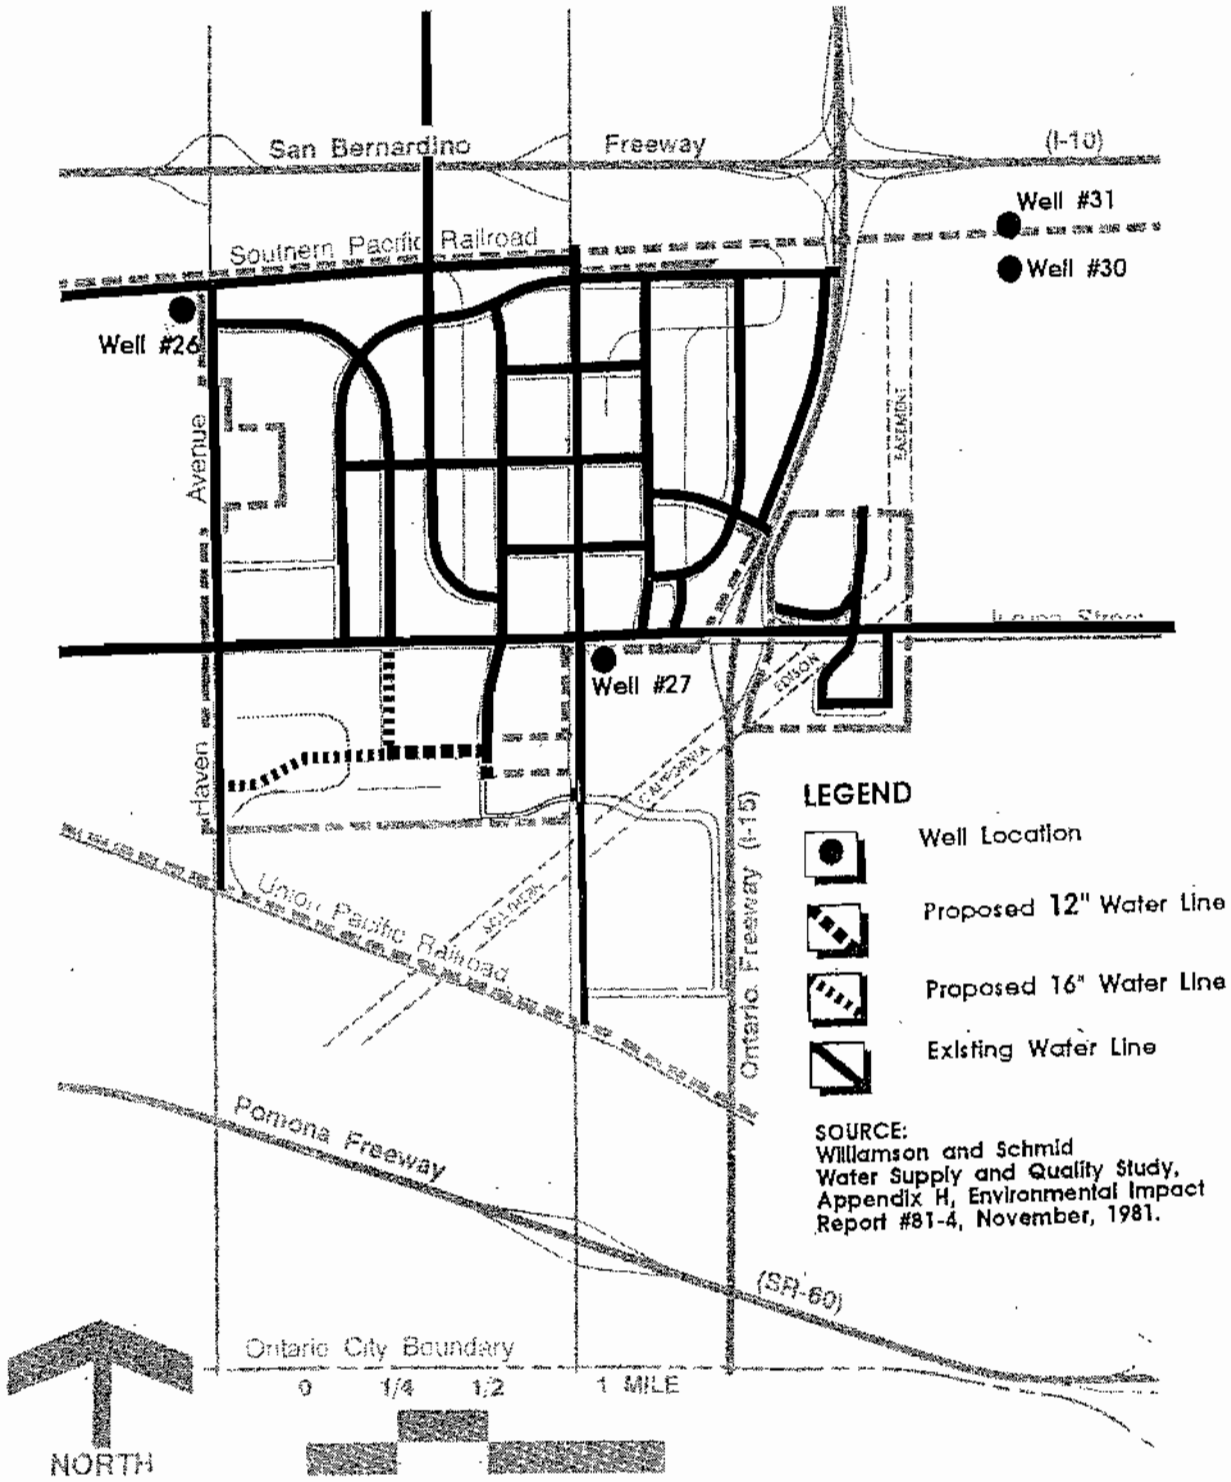 San Bernardino Freeway (I-10)
Well #31
Southern Pacific Railroad
Well #30
Well #26
Avenue
EASEMENT
Street
EDISON
Well #27
Haven
CALIFORNIA
LEGEND
Well Location
Proposed 12" Water Line
Proposed 16" Water Line
Existing Water Line
Ontario Freeway (I-15)
Union Pacific Railroad
SOUTHERN
Pomona Freeway
(SR-60)
SOURCE:
Williamson and Schmid
Water Supply and Quality Study,
Appendix H, Environmental Impact
Report #81-4, November, 1981.
Ontario City Boundary
0 1/4 1/2 1 MILE
NORTH